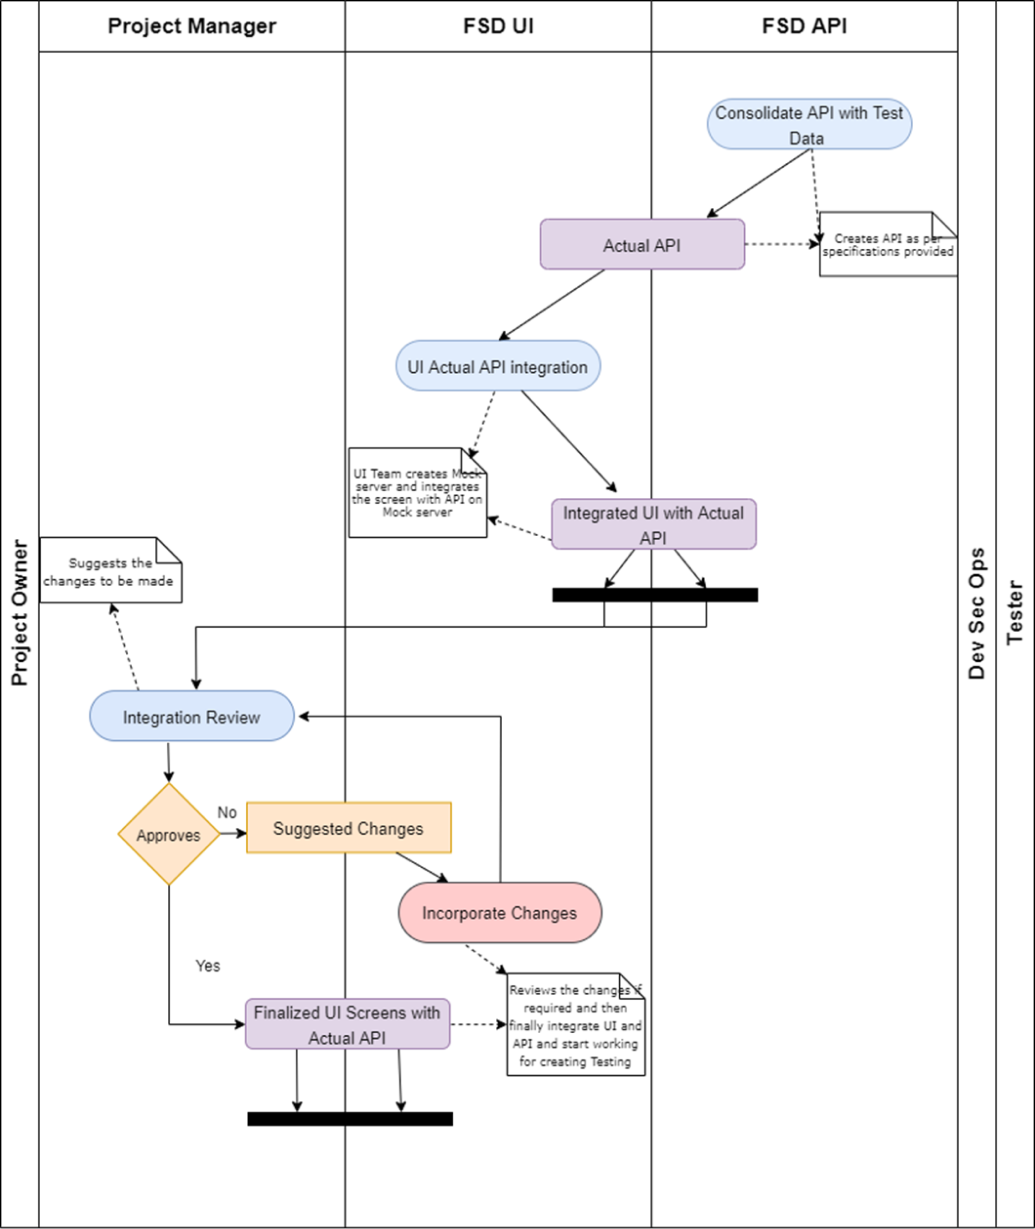 Project Manager
FSD UI
FSD API
Project Owner
Dev Sec Ops
Tester
Consolidate API with Test
Data
Actual API
Creates API as per
specifications provided
UI Actual API integration
UI Team creates Mock
server and integrates
the screen with API on
Mock server
Integrated UI with Actual
API
Suggests the
changes to be made
Integration Review
Approves
No
Suggested Changes
Incorporate Changes
Yes
Reviews the changes if
required and then
finally integrate UI and
API and start working
for creating Testing
Finalized UI Screens with
Actual API